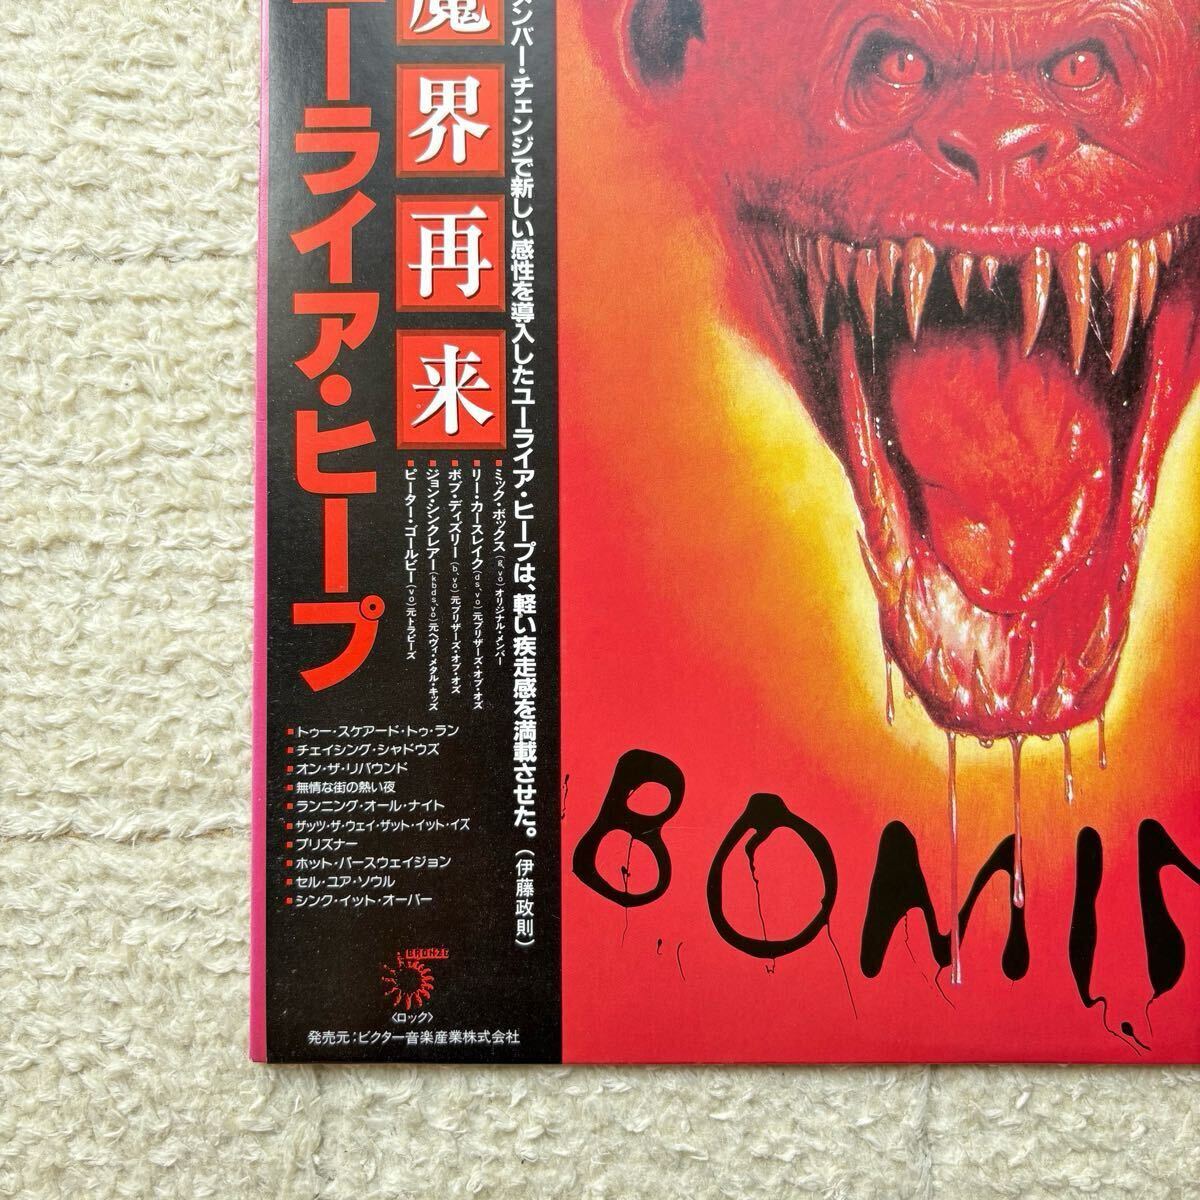 ーライア・ヒープ
魔界再来
メンバー・チェンジで新しい感性を導入したユーライア・ヒープは、軽い疾走感を満載させた。(伊藤政則)
■ミック・ボックス(g,vo)オリジナル・メンバー
■リー・カースレイク(ds,vo)元ブリザーズ・オブ・オズ
■ボブ・ディズリー(b,vo)元ブリザーズ・オブ・オズ
■ジョン・シンクレアー(kbds,vo)元ヘヴィ・メタル・キッズ
■ピーター・ゴールビー(vo)元トラピーズ
■トゥー・スケアード・トゥ・ラン
■チェイシング・シャドウズ
■オン・ザ・リバウンド
■無情な街の熱い夜
■ランニング・オール・ナイト
■ザッツ・ザ・ウェイ・ザット・イット・イズ
■プリズナー
■ホット・パースウェイジョン
■セル・ユア・ソウル
■シンク・イット・オーバー
BRONZE
〈ロック〉
発売元:ビクター音楽産業株式会社
BOMIN